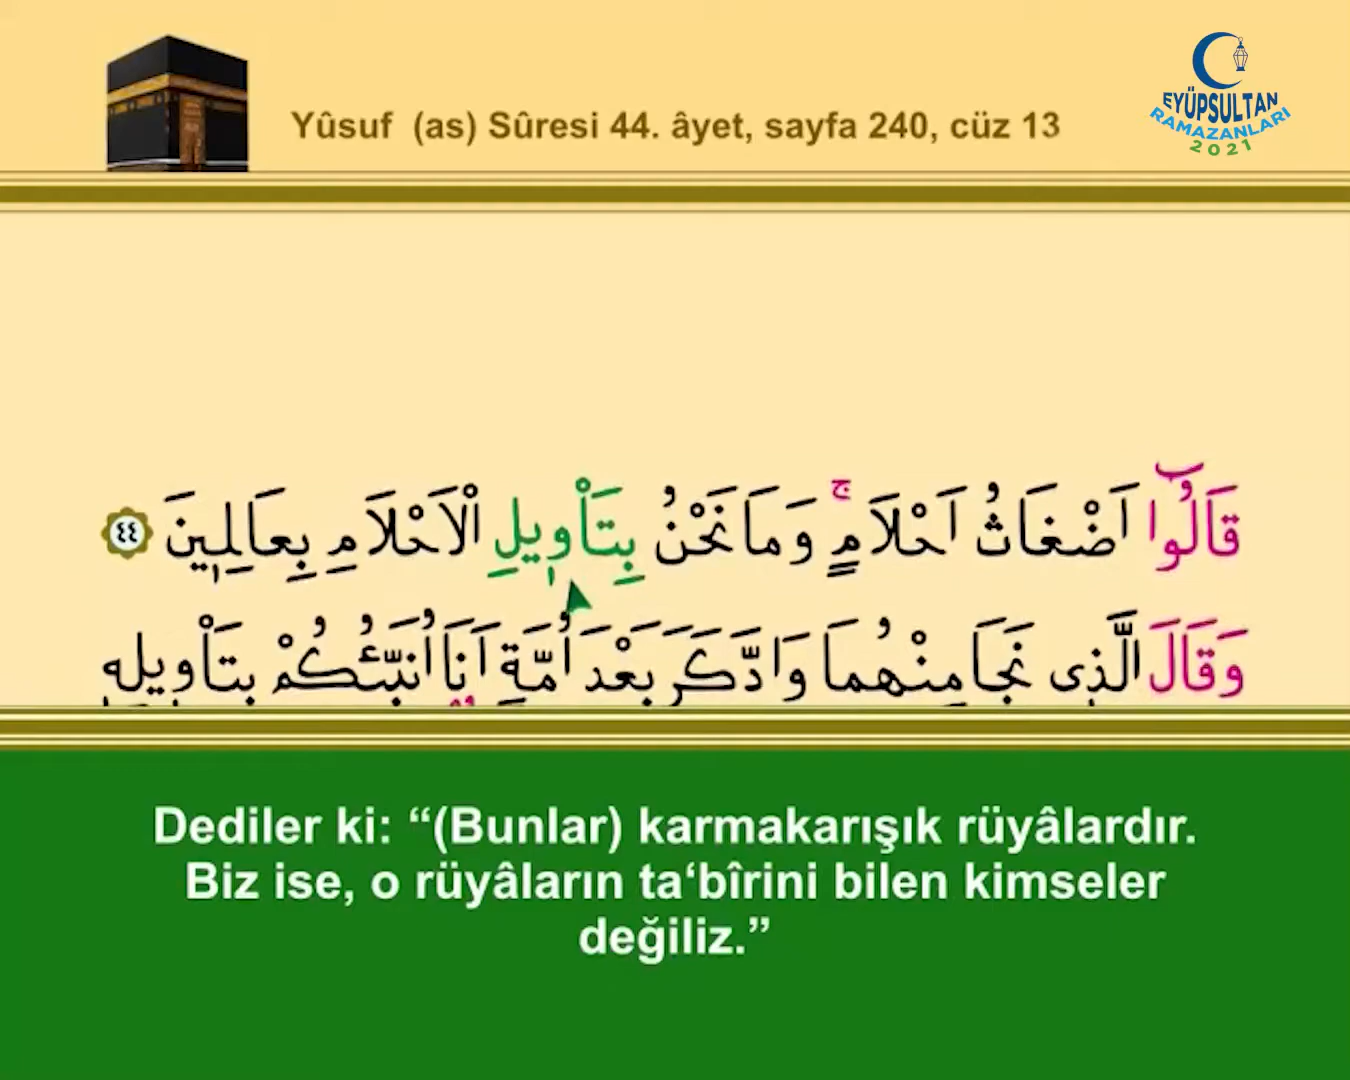 Yûsuf (as) Sûresi 44. âyet, sayfa 240, cüz 13
EYÜPSULTAN
RAMAZANLARI
2021
قَالُٓوا اَضْغَاثُ اَحْلَامٍۚ وَمَا نَحْنُ بِتَأْو۪يلِ الْاَحْلَامِ بِعَالِم۪ينَ ٤٤
وَقَالَ الَّذ۪ي نَجَا مِنْهُمَا وَادَّكَرَ بَعْدَ اُمَّةٍ اَنَا۬ اُنَبِّئُكُمْ بِتَأْو۪يلِه۪
Dediler ki: “(Bunlar) karmakarışık rüyâlardır.
Biz ise, o rüyâların ta‘bîrini bilen kimseler
değiliz.”